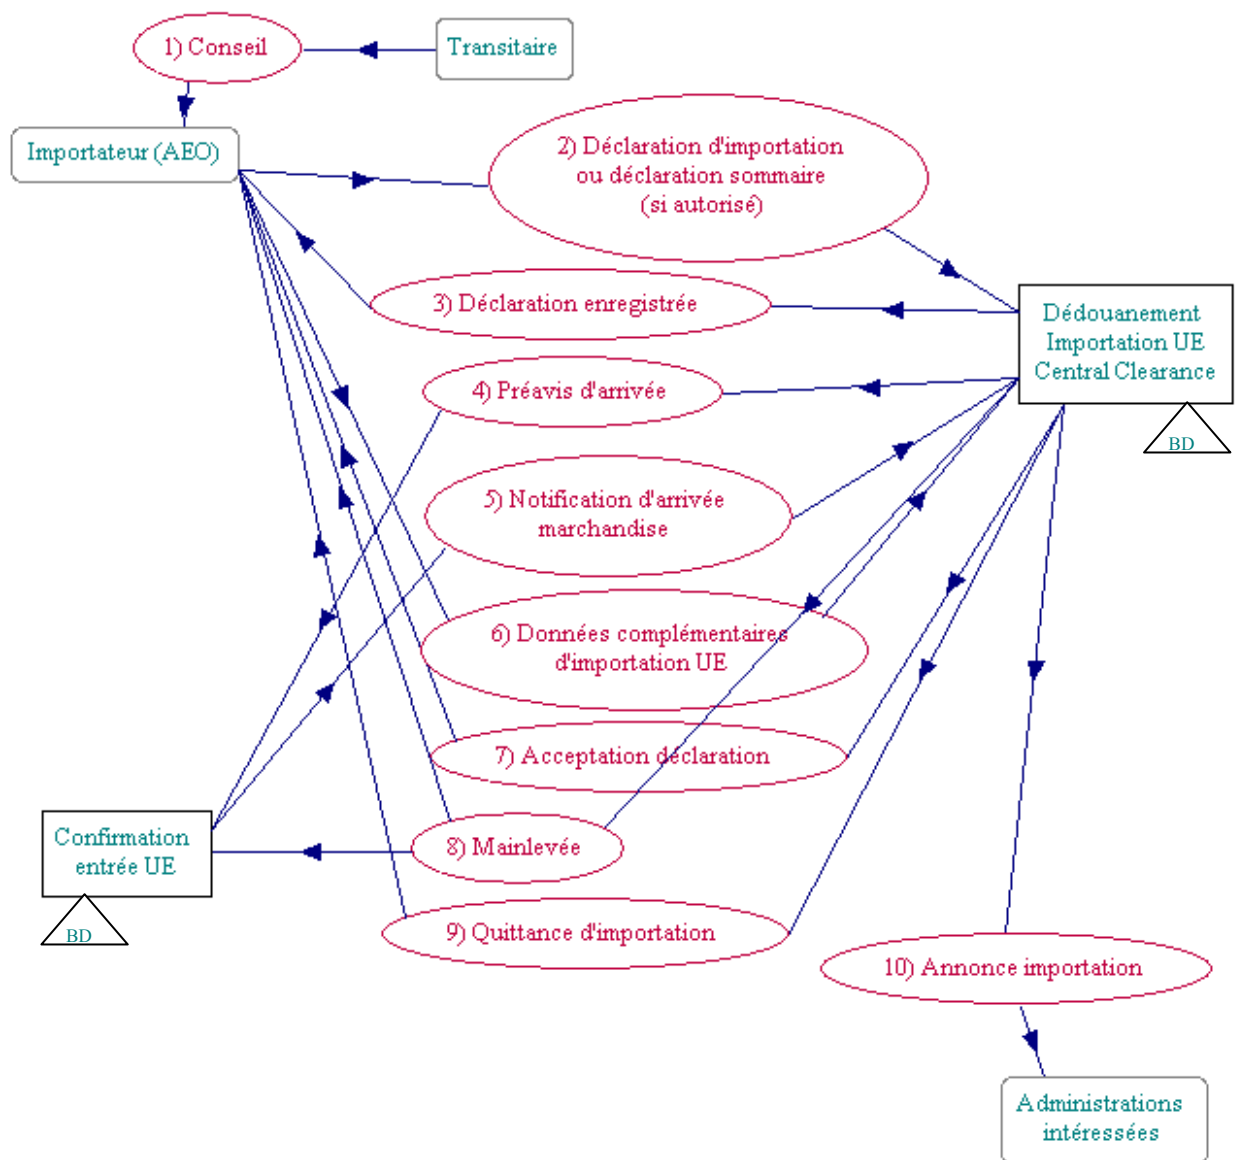 1) Conseil
Transitaire
Importateur (AEO)
2) Déclaration d'importation
ou déclaration sommaire
(si autorisé)
3) Déclaration enregistrée
Dédouanement
Importation UE
Central Clearance
BD
4) Préavis d'arrivée
5) Notification d'arrivée
marchandise
6) Données complémentaires
d'importation UE
7) Acceptation déclaration
8) Mainlevée
Confirmation
entrée UE
BD
9) Quittance d'importation
10) Annonce importation
Administrations
intéressées